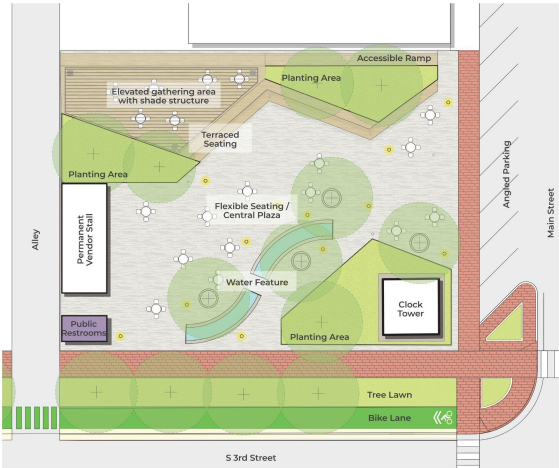 Accessible Ramp
Planting Area
Elevated gathering area
with shade structure
Terraced
Seating
Planting Area
Angled Parking
Main Street
Alley
Permanent
Vendor Stall
Flexible Seating /
Central Plaza
Water Feature
Clock
Tower
Public
Restrooms
Planting Area
Tree Lawn
Bike Lane
S 3rd Street